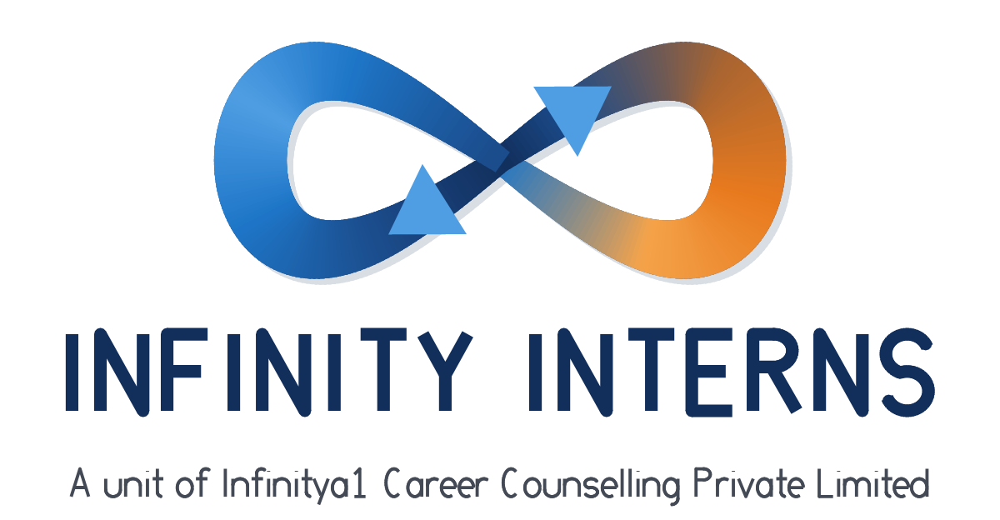 INFINITY INTERNS
A unit of Infinitya1 Career Counselling Private Limited